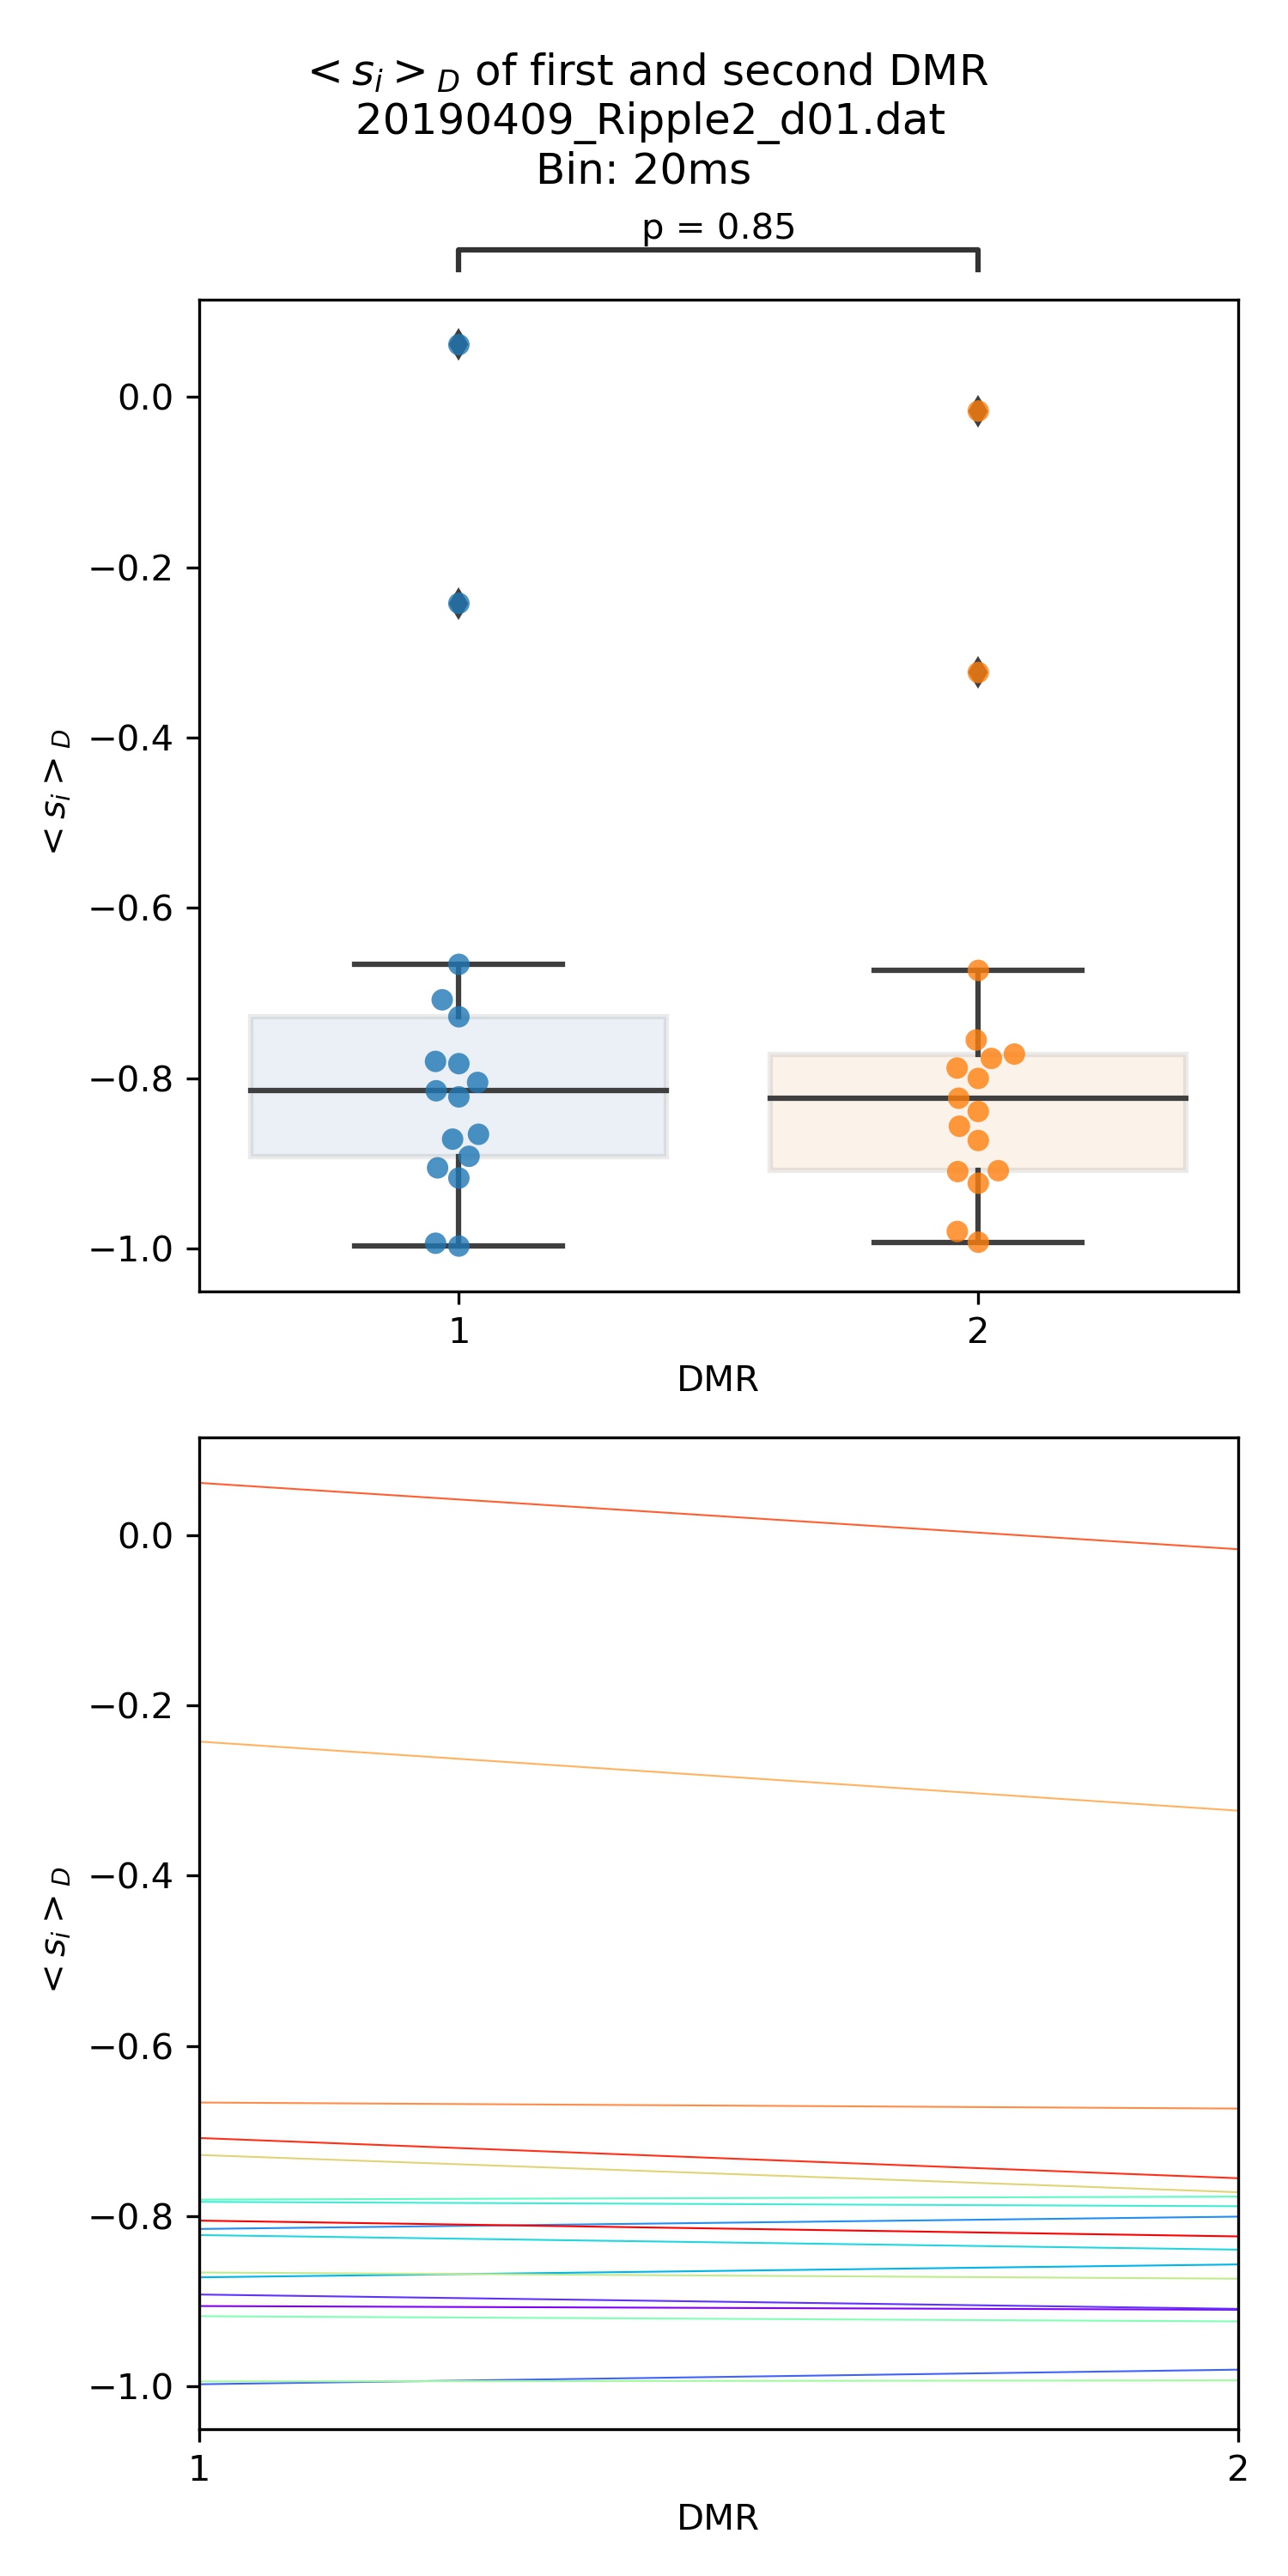 < s_i >_D of first and second DMR
20190409_Ripple2_d01.dat
Bin: 20ms
p = 0.85
0.0
−0.2
−0.4
−0.6
−0.8
−1.0
< s_i >_D
1
2
DMR
0.0
−0.2
−0.4
−0.6
−0.8
−1.0
< s_i >_D
1
2
DMR